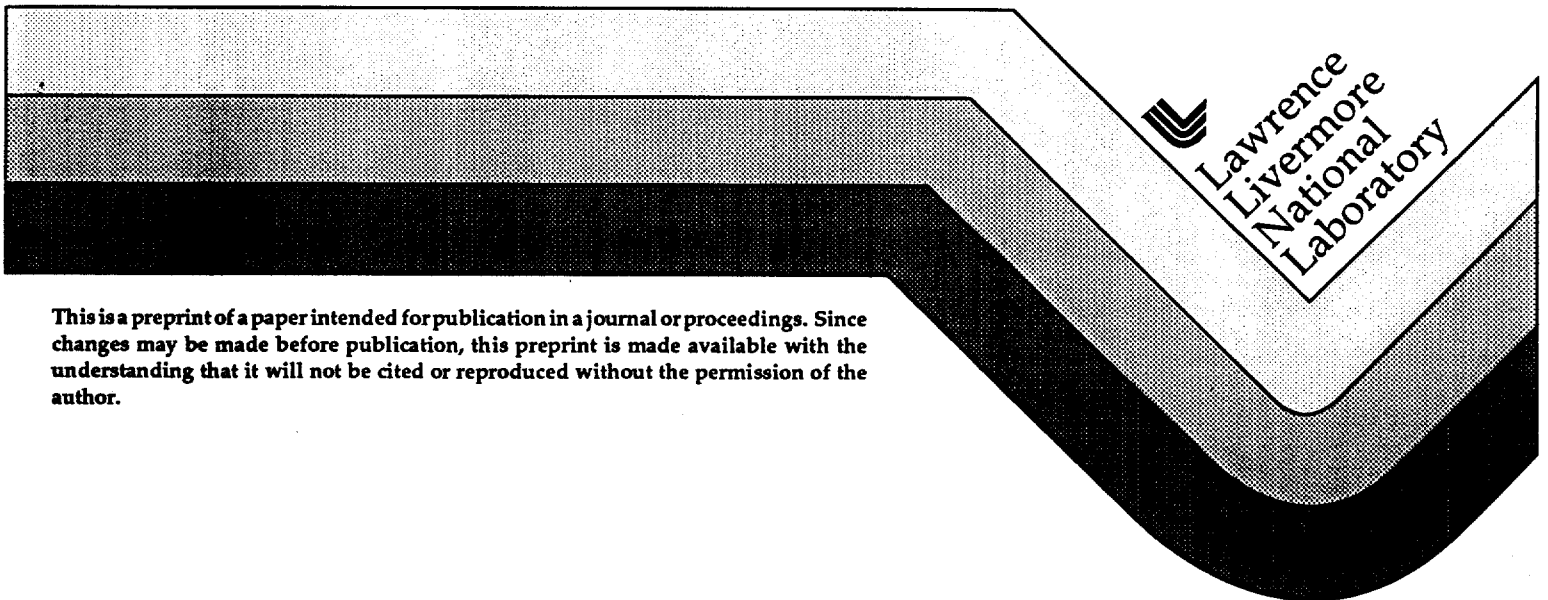 Lawrence
Livermore
National
Laboratory
This is a preprint of a paper intended for publication in a journal or proceedings. Since
changes may be made before publication, this preprint is made available with the
understanding that it will not be cited or reproduced without the permission of the
author.